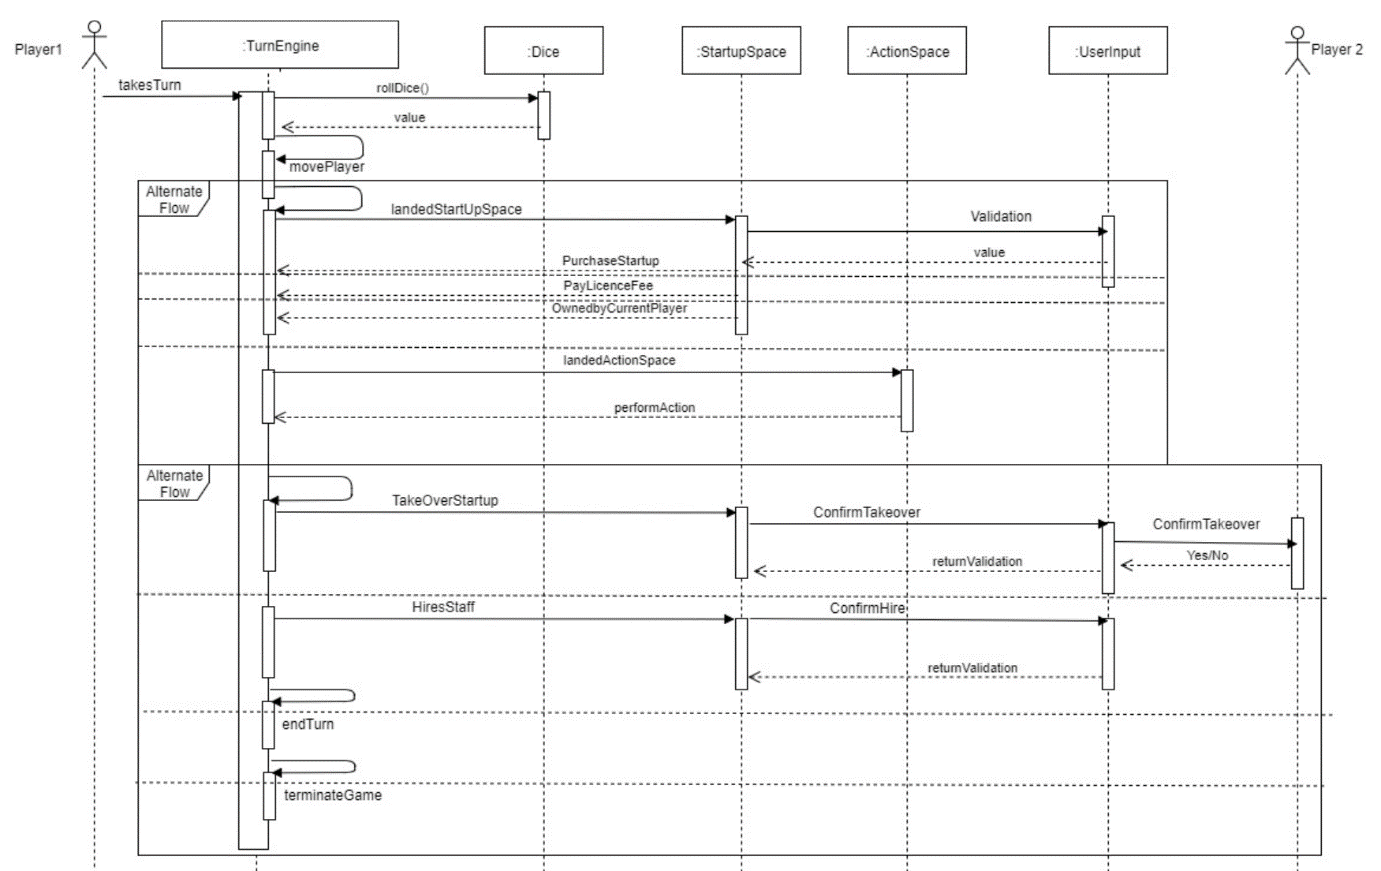 Player1
:TurnEngine
:Dice
:StartupSpace
:ActionSpace
:UserInput
Player 2
takesTurn
rollDice()
value
movePlayer
Alternate
Flow
landedStartUpSpace
Validation
value
PurchaseStartup
PayLicenceFee
OwnedbyCurrentPlayer
landedActionSpace
performAction
Alternate
Flow
TakeOverStartup
ConfirmTakeover
ConfirmTakeover
Yes/No
returnValidation
HiresStaff
ConfirmHire
returnValidation
endTurn
terminateGame